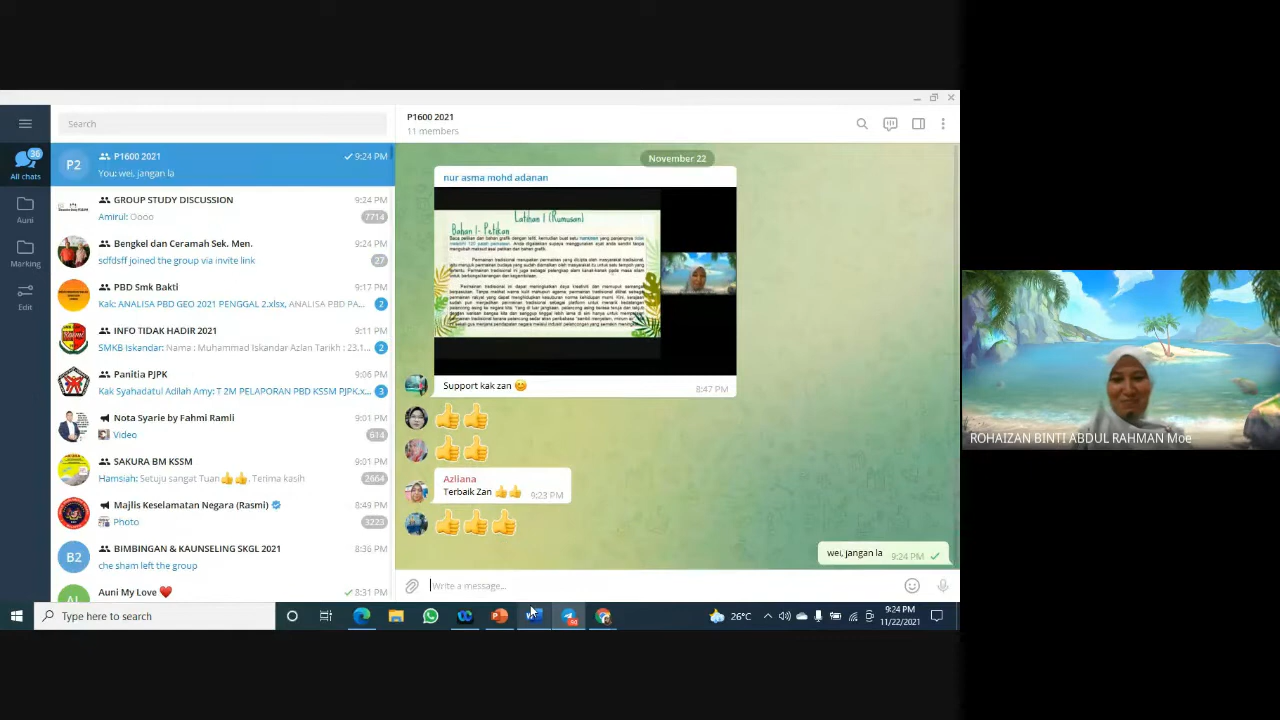 Search
All chats
36
Auni
Marking
Edit
P2
P1600 2021
9:24 PM
You: wei, jangan la
GROUP STUDY DISCUSSION
9:24 PM
Amirul: Oooo
7714
Bengkel dan Ceramah Sek. Men.
9:24 PM
sdfdsff joined the group via invite link
27
PBD Smk Bakti
9:17 PM
Kak: ANALISA PBD GEO 2021 PENGGAL 2.xlsx, ANALISA PBD PA...
2
INFO TIDAK HADIR 2021
9:11 PM
SMKB Iskandar: Nama : Muhammad Iskandar Azlan Tarikh : 23.1...
2
Panitia PJPK
9:06 PM
Kak Syahadatul Adilah Amy: T 2M PELAPORAN PBD KSSM PJPK.x...
3
Nota Syarie by Fahmi Ramli
9:01 PM
Video
614
SAKURA BM KSSM
9:01 PM
Hamsiah: Setuju sangat Tuan👍👍. Terima kasih
2664
Majlis Keselamatan Negara (Rasmi)
8:49 PM
Photo
3223
B2
BIMBINGAN & KAUNSELING SKGL 2021
8:36 PM
che sham left the group
Auni My Love ❤️
8:31 PM
P1600 2021
11 members
November 22
nur asma mohd adanan
Latihan 1 (Rumusan)
Bahan 1- Petikan
Support kak zan 😊
8:47 PM
👍👍
👍👍
Azliana
Terbaik Zan 👍👍
9:23 PM
👍👍👍
wei, jangan la
9:24 PM
Write a message...
Type here to search
26°C
9:24 PM
11/22/2021
ROHAIZAN BINTI ABDUL RAHMAN Moe